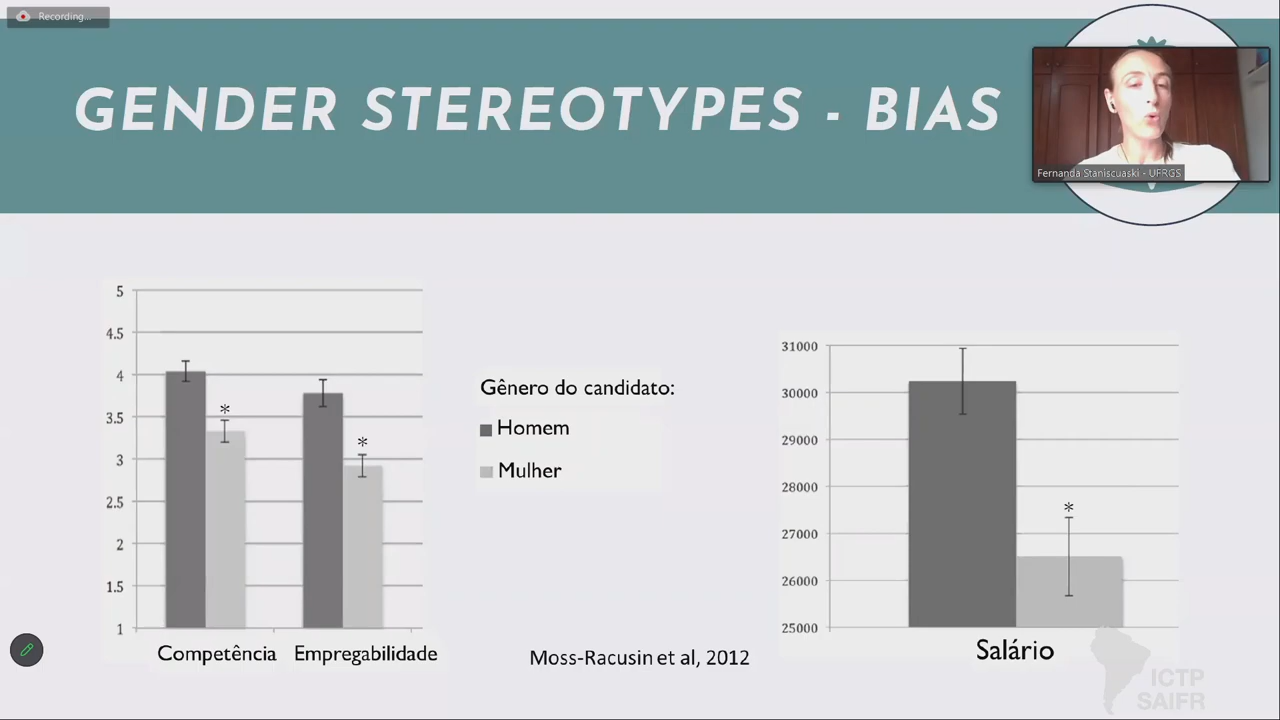 Recording...
GENDER STEREOTYPES - BIAS
Fernanda Staniscuaski - UFRGS
5
4.5
4
3.5
3
2.5
2
1.5
1
*
*
Competência
Empregabilidade
Gênero do candidato:
Homem
Mulher
Moss-Racusin et al, 2012
31000
30000
29000
28000
27000
26000
25000
*
Salário
ICTP
SAIFR